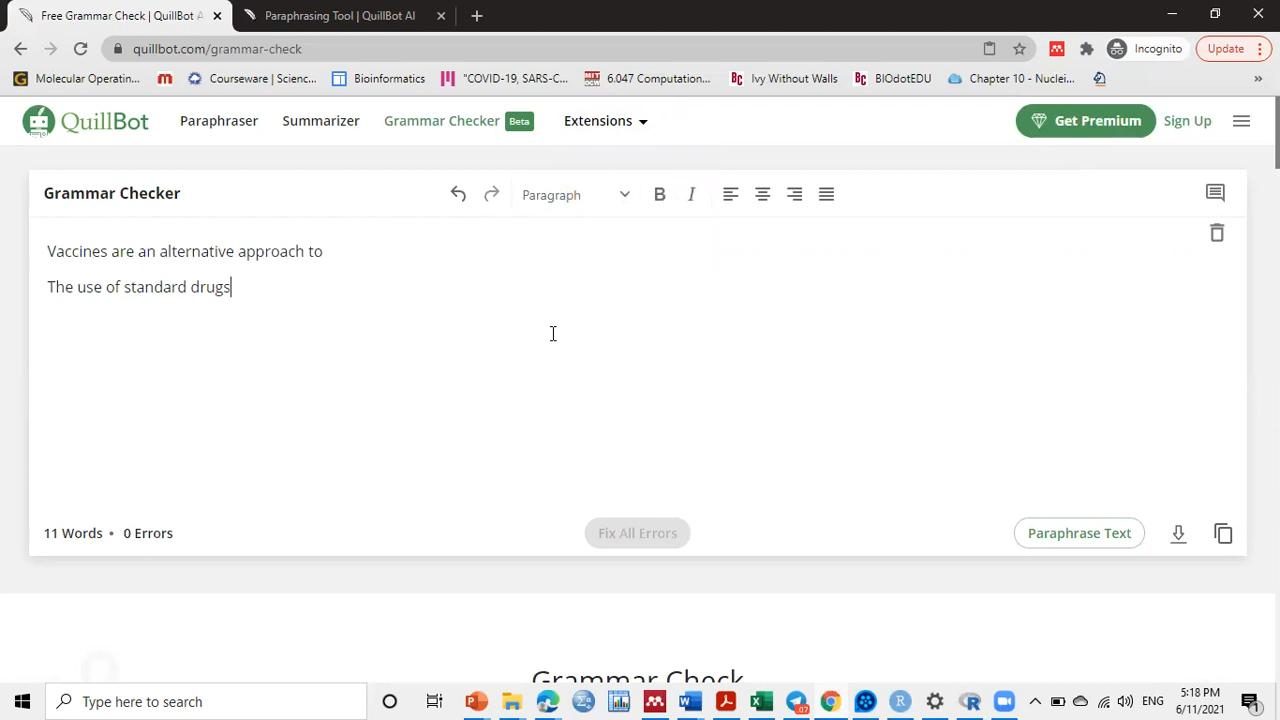 Free Grammar Check | QuillBot A
Paraphrasing Tool | QuillBot AI
quillbot.com/grammar-check
Incognito
Update
Molecular Operatin...
Courseware | Scienc...
Bioinformatics
"COVID-19, SARS-C...
6.047 Computation...
Ivy Without Walls
BIOdotEDU
Chapter 10 - Nuclei...
»
QuillBot
Paraphraser
Summarizer
Grammar Checker Beta
Extensions
Get Premium
Sign Up
Grammar Checker
Paragraph
B I
Vaccines are an alternative approach to
The use of standard drugs
11 Words • 0 Errors
Fix All Errors
Paraphrase Text
Grammar Check
Type here to search
07
ENG
5:18 PM
6/11/2021
1